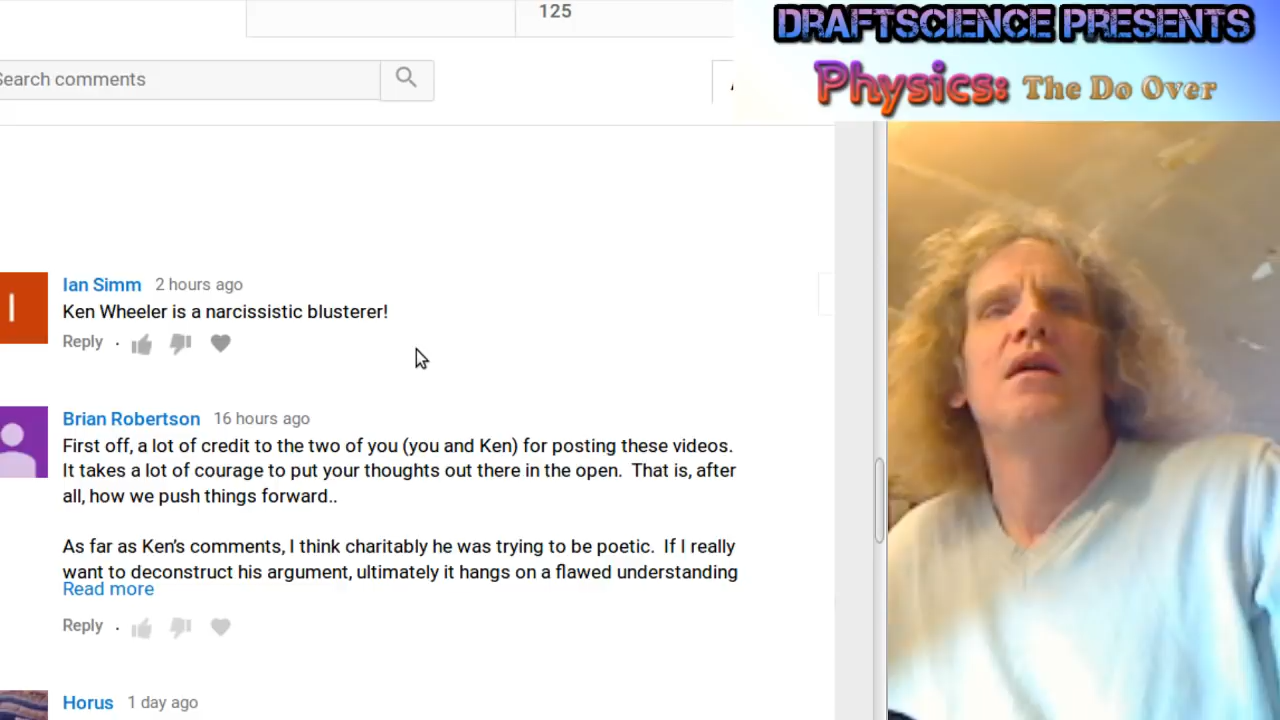 125
DRAFTSCIENCE PRESENTS
Search comments
Physics: The Do Over
I
Ian Simm 2 hours ago
Ken Wheeler is a narcissistic blusterer!
Reply ·
Brian Robertson 16 hours ago
First off, a lot of credit to the two of you (you and Ken) for posting these videos.
It takes a lot of courage to put your thoughts out there in the open.  That is, after
all, how we push things forward..
As far as Ken's comments, I think charitably he was trying to be poetic.  If I really
want to deconstruct his argument, ultimately it hangs on a flawed understanding
Read more
Reply ·
Horus 1 day ago